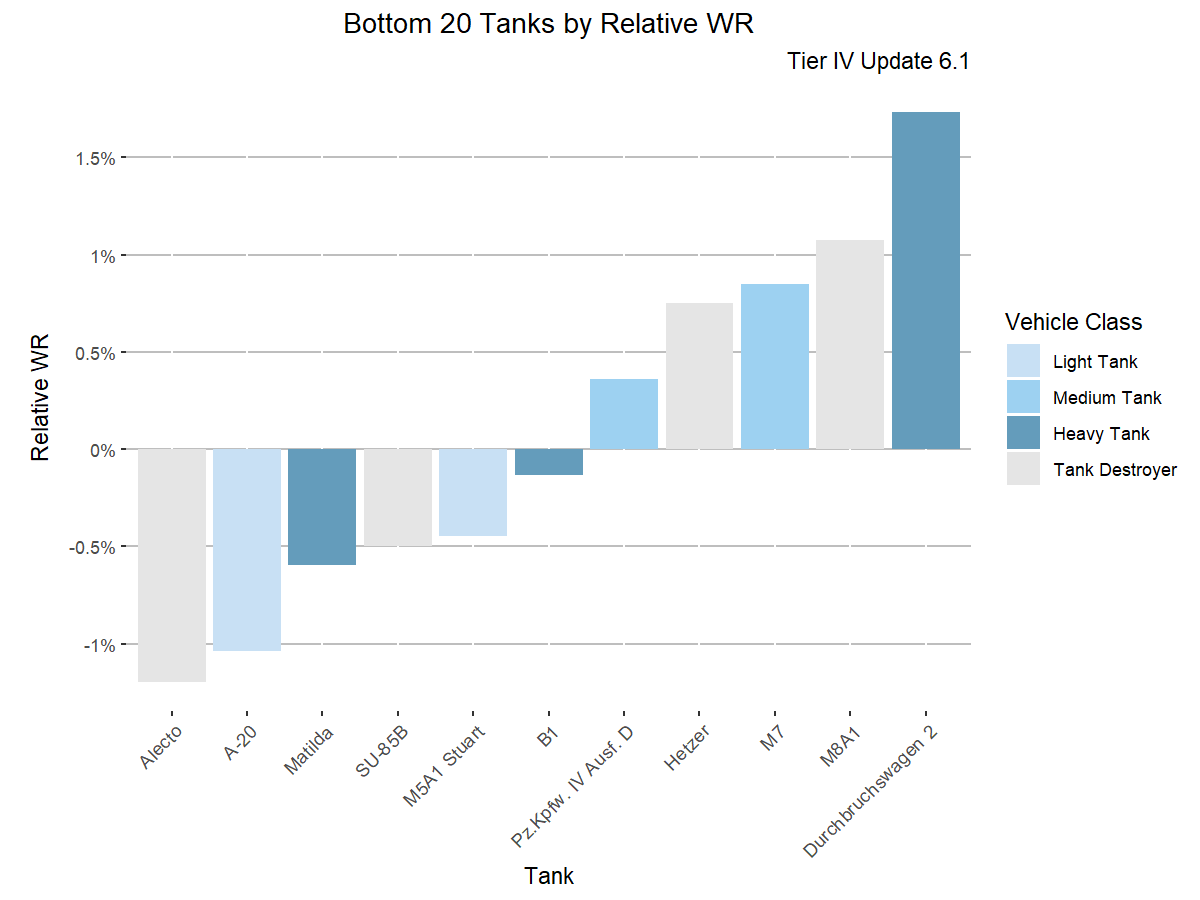 Bottom 20 Tanks by Relative WR
Tier IV Update 6.1
Relative WR
1.5%
1%
0.5%
0%
-0.5%
-1%
Alecto
A-20
Matilda
SU-85B
M5A1 Stuart
B1
Pz.Kpfw. IV Ausf. D
Hetzer
M7
M8A1
Durchbruchswagen 2
Tank
Vehicle Class
Light Tank
Medium Tank
Heavy Tank
Tank Destroyer